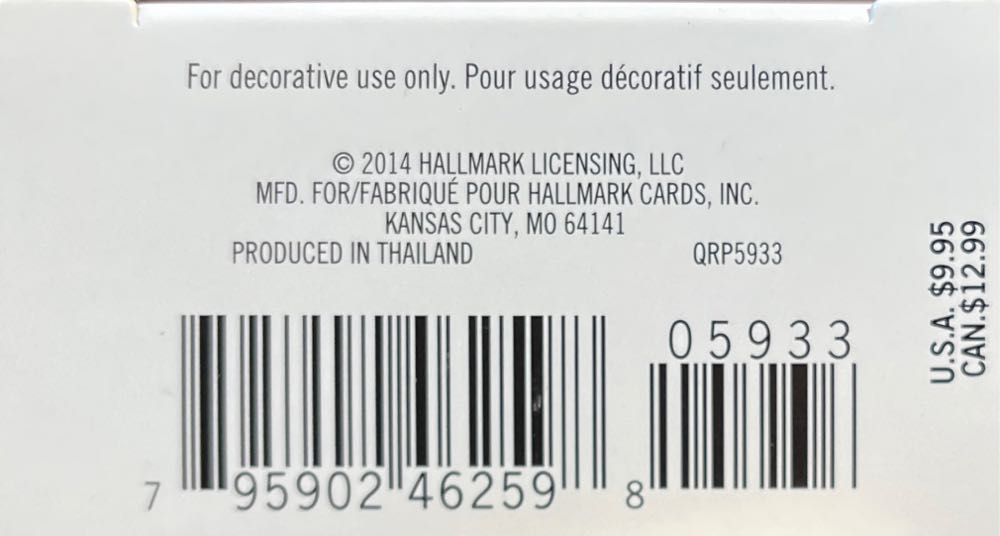 For decorative use only. Pour usage décoratif seulement.
© 2014 HALLMARK LICENSING, LLC
MFD. FOR/FABRIQUÉ POUR HALLMARK CARDS, INC.
KANSAS CITY, MO 64141
PRODUCED IN THAILAND QRP5933
05933
7 95902 46259 8
U.S.A. $9.95
CAN.$12.99